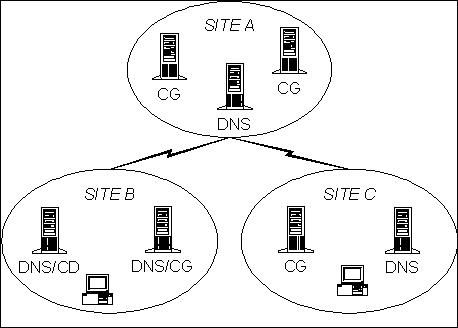 SITE A
CG
CG
DNS
SITE B
DNS/CD
DNS/CG
SITE C
CG
DNS